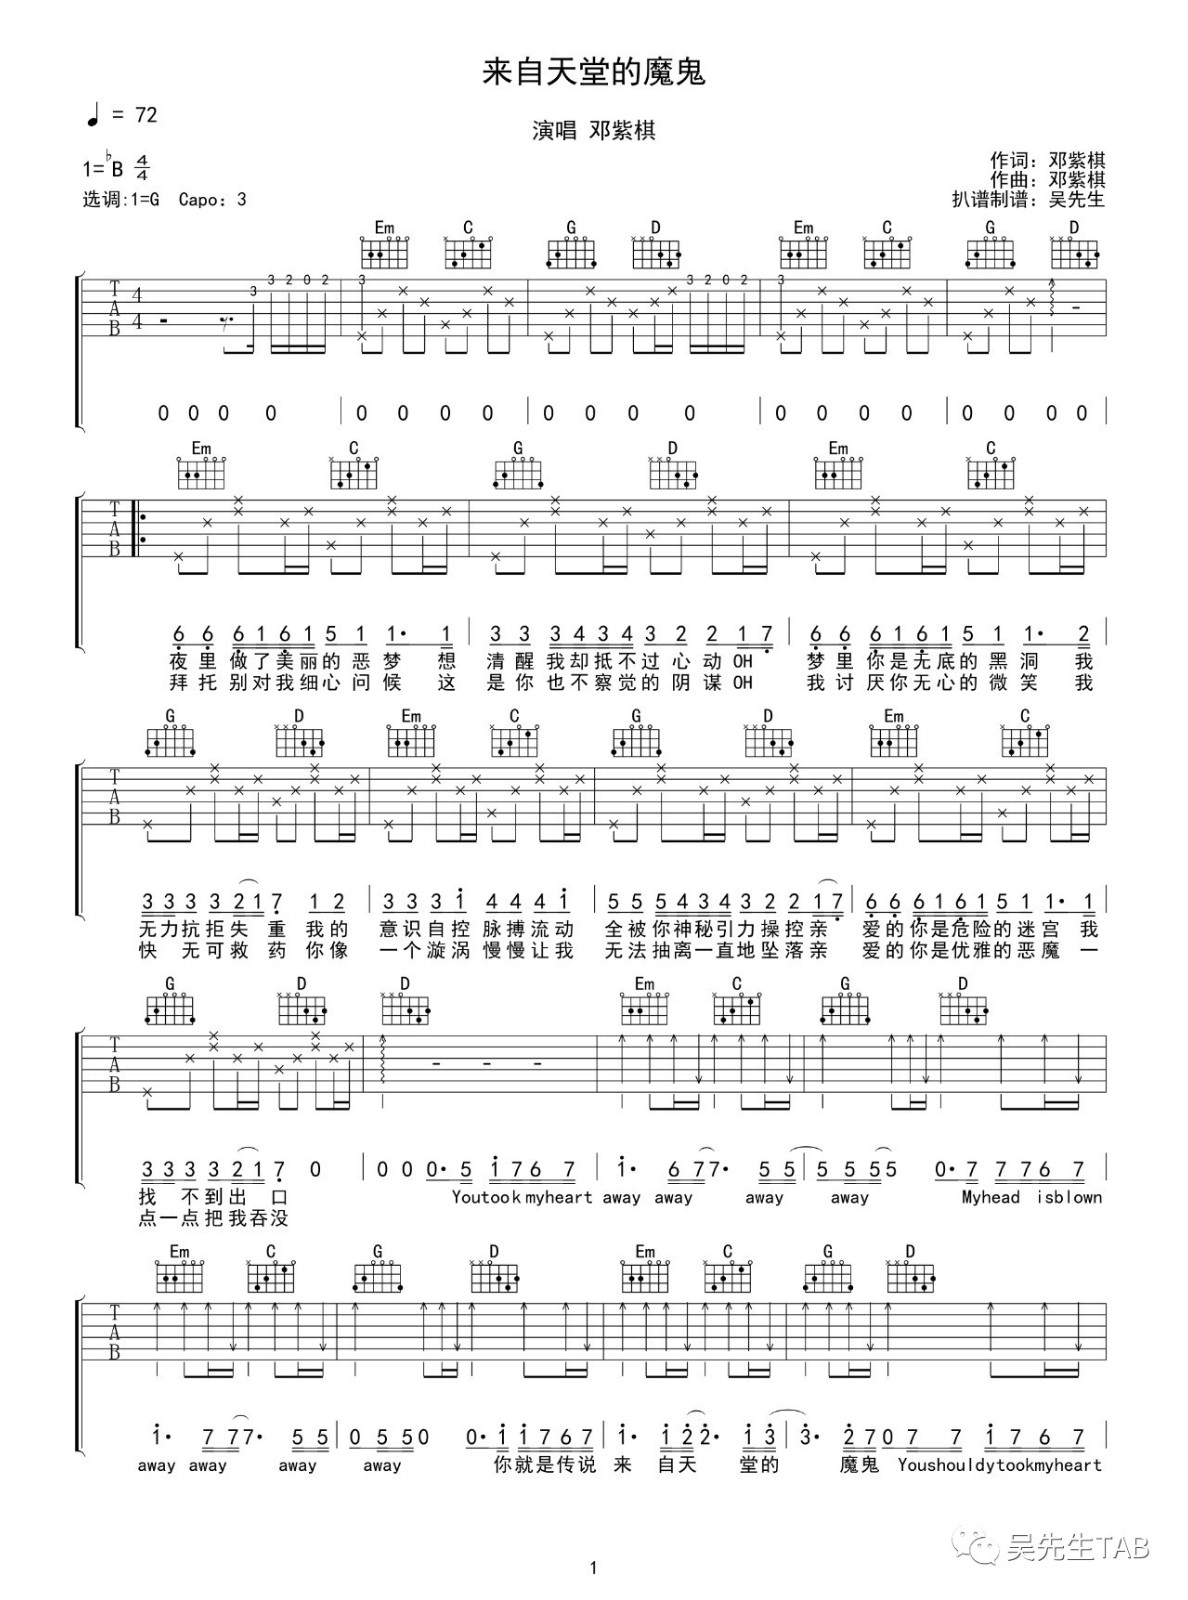 来自天堂的魔鬼
♩ = 72
演唱 邓紫棋
1=♭B 4/4
作词：邓紫棋
作曲：邓紫棋
选调:1=G Capo：3
扒谱制谱：吴先生
Em C G D Em C G D
3 3 2 0 2 3 3 2 0 2 3
T A B 4 4
0 0 0 0 0 0 0 0 0 0 0 0 0 0 0 0 0 0 0 0
Em C G D Em C
T A B
6 6 6 1 6 1 5 1 1· 1 3 3 3 4 3 4 3 2 2 1 7 6 6 6 1 6 1 5 1 1· 2
夜里做了美丽的恶梦 想 清醒我却抵不过心动OH 梦里你是无底的黑洞我
拜托别对我细心问候 这 是你也不察觉的阴谋OH 我讨厌你无心的微笑我
G D Em C G D Em C
T A B
3 3 3 3 2 1 7 1 2 3 3 3 1 4 4 4 1 5 5 5 4 3 4 2 2 1 7 6 6 6 1 6 1 5 1 1· 1
无力抗拒失 重我的 意识自控脉搏流动 全被你神秘引力操控亲 爱的你是危险的迷宫我
快 无可救 药你像 一个漩涡慢慢让我 无法抽离一直地坠落亲 爱的你是优雅的恶魔一
G D D Em C G D
T A B
3 3 3 3 2 1 7 0 0 0 0· 5 1 7 6 7 1· 6 7 7· 5 5 5 5 5 5 0· 7 7 7 6 7
找 不到出 口 Youtook myheart away away away away Myhead isblown
点一点把我吞没
Em C G D Em C G D
T A B
1· 7 7 7· 5 5 0 5 5 0 0· 1 1 7 6 7 1· 1 2 2· 1 3 3· 2 7 0 7 7 1 7 6 7
away away away away 你就是传说 来 自天 堂的 魔鬼 Youshouldytookmyheart
吴先生TAB
1